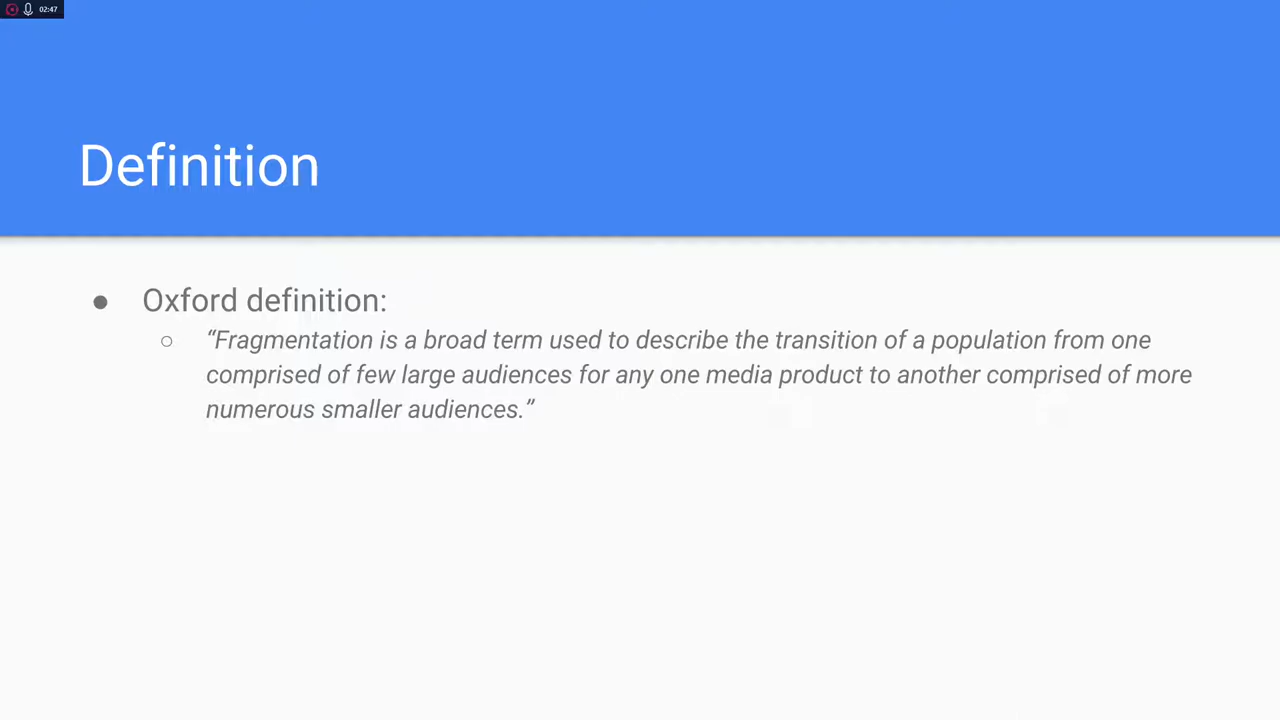 02:47
Definition
● Oxford definition:
○ “Fragmentation is a broad term used to describe the transition of a population from one
comprised of few large audiences for any one media product to another comprised of more
numerous smaller audiences.”